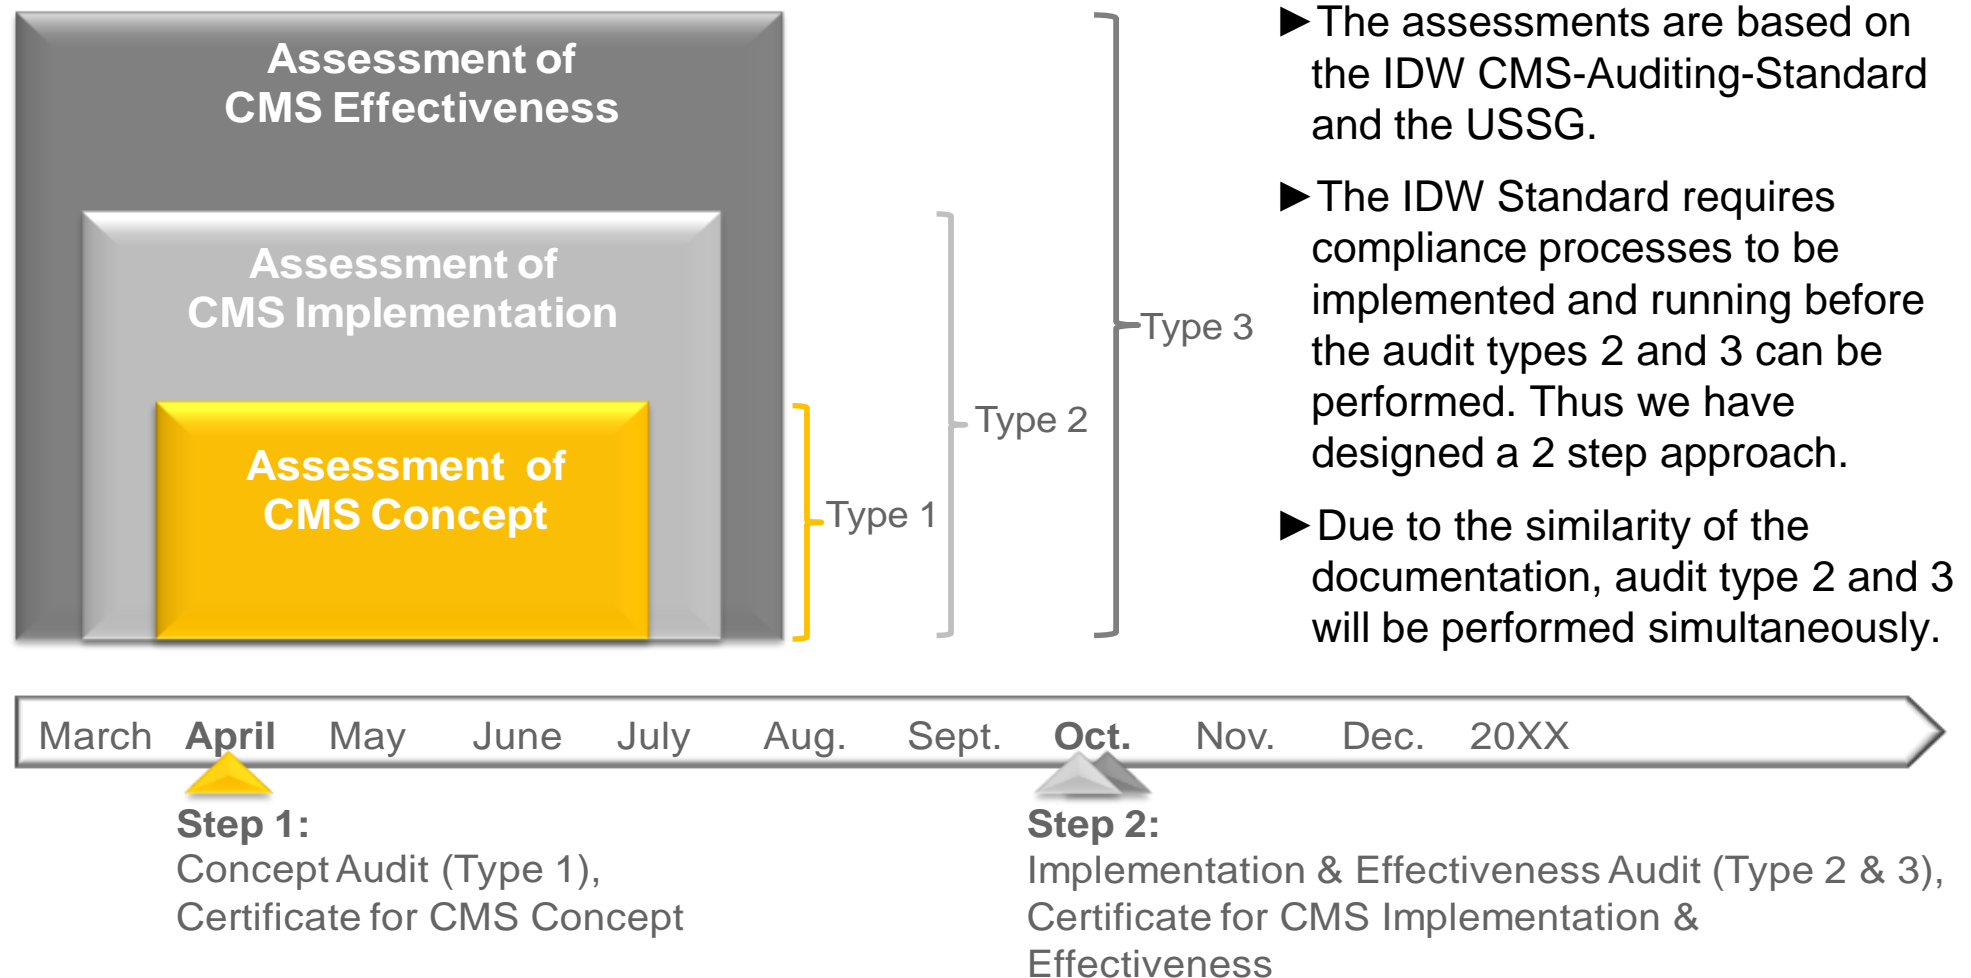 Assessment of
CMS Effectiveness
Assessment of
CMS Implementation
Assessment of
CMS Concept
Type 1
Type 2
Type 3
►The assessments are based on
the IDW CMS-Auditing-Standard
and the USSG.
►The IDW Standard requires
compliance processes to be
implemented and running before
the audit types 2 and 3 can be
performed. Thus we have
designed a 2 step approach.
►Due to the similarity of the
documentation, audit type 2 and 3
will be performed simultaneously.
March April May June July Aug. Sept. Oct. Nov. Dec. 20XX
Step 1:
Concept Audit (Type 1),
Certificate for CMS Concept
Step 2:
Implementation & Effectiveness Audit (Type 2 & 3),
Certificate for CMS Implementation &
Effectiveness